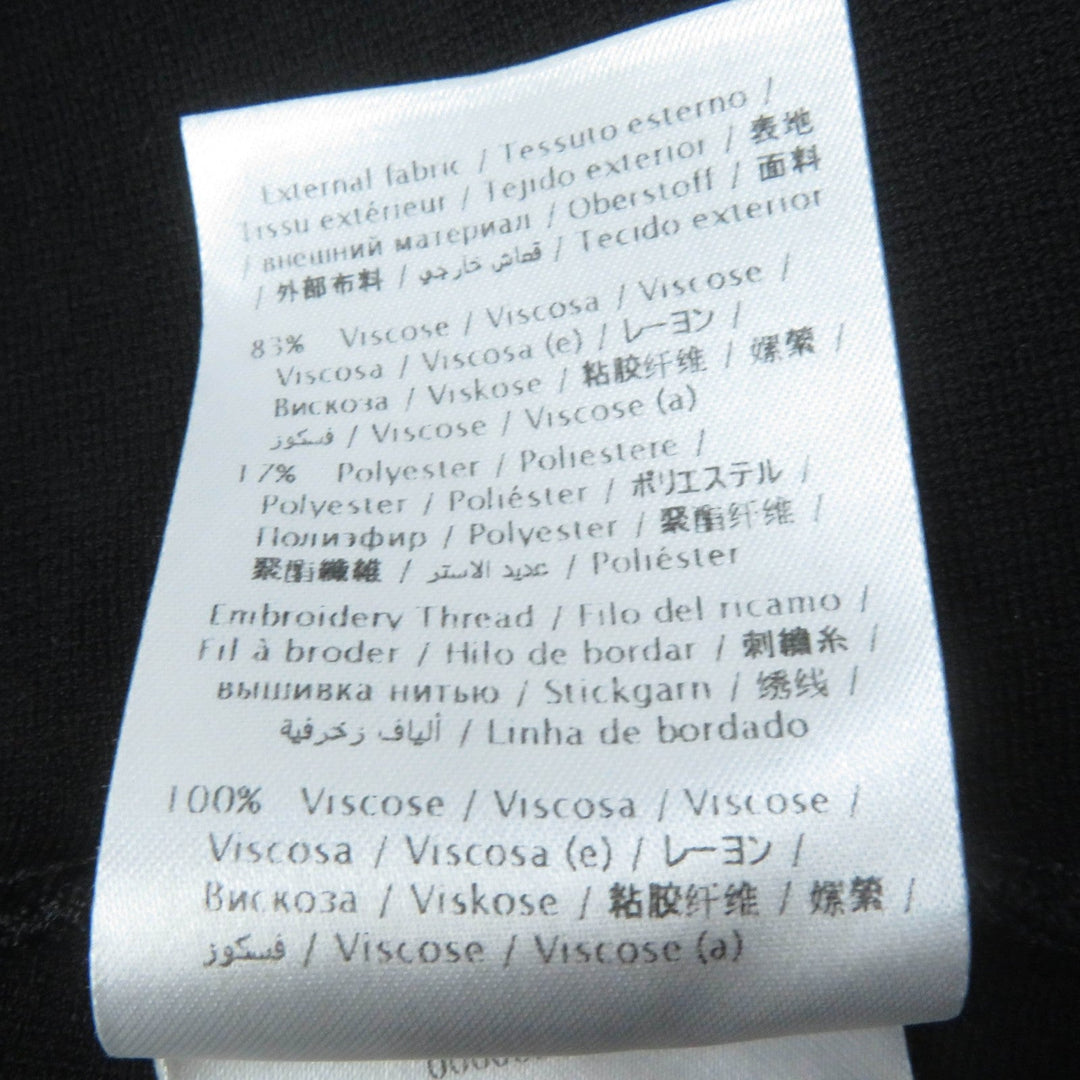 External fabric / Tessuto esterno /
Tissu extérieur / Tejido exterior / 表地
/ внешний материал / Oberstoff / 面料
/ 外部布料 / قماش خارجي / Tecido exterior
83% Viscose / Viscosa / Viscose /
Viscosa / Viscosa (e) / レーヨン /
Вискоза / Viskose / 粘胶纤维 / 嫘縈 /
فسكوز / Viscose / Viscose (a)
17% Polyester / Poliestere /
Polyester / Poliéster / ポリエステル /
Полиэфир / Polyester / 聚酯纤维 /
聚酯纖維 / عديد الاستر / Poliéster
Embroidery Thread / Filo del ricamo /
Fil à broder / Hilo de bordar / 刺繍糸 /
вышивка нитью / Stickgarn / 绣线 /
ألياف زخرفية / Linha de bordado
100% Viscose / Viscosa / Viscose /
Viscosa / Viscosa (e) / レーヨン /
Вискоза / Viskose / 粘胶纤维 / 嫘縈 /
فسكوز / Viscose / Viscose (a)